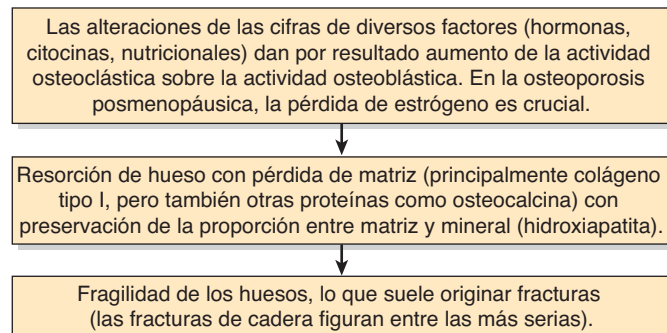 Las alteraciones de las cifras de diversos factores (hormonas,
citocinas, nutricionales) dan por resultado aumento de la actividad
osteoclástica sobre la actividad osteoblástica. En la osteoporosis
posmenopáusica, la pérdida de estrógeno es crucial.
Resorción de hueso con pérdida de matriz (principalmente colágeno
tipo I, pero también otras proteínas como osteocalcina) con
preservación de la proporción entre matriz y mineral (hidroxiapatita).
Fragilidad de los huesos, lo que suele originar fracturas
(las fracturas de cadera figuran entre las más serias).